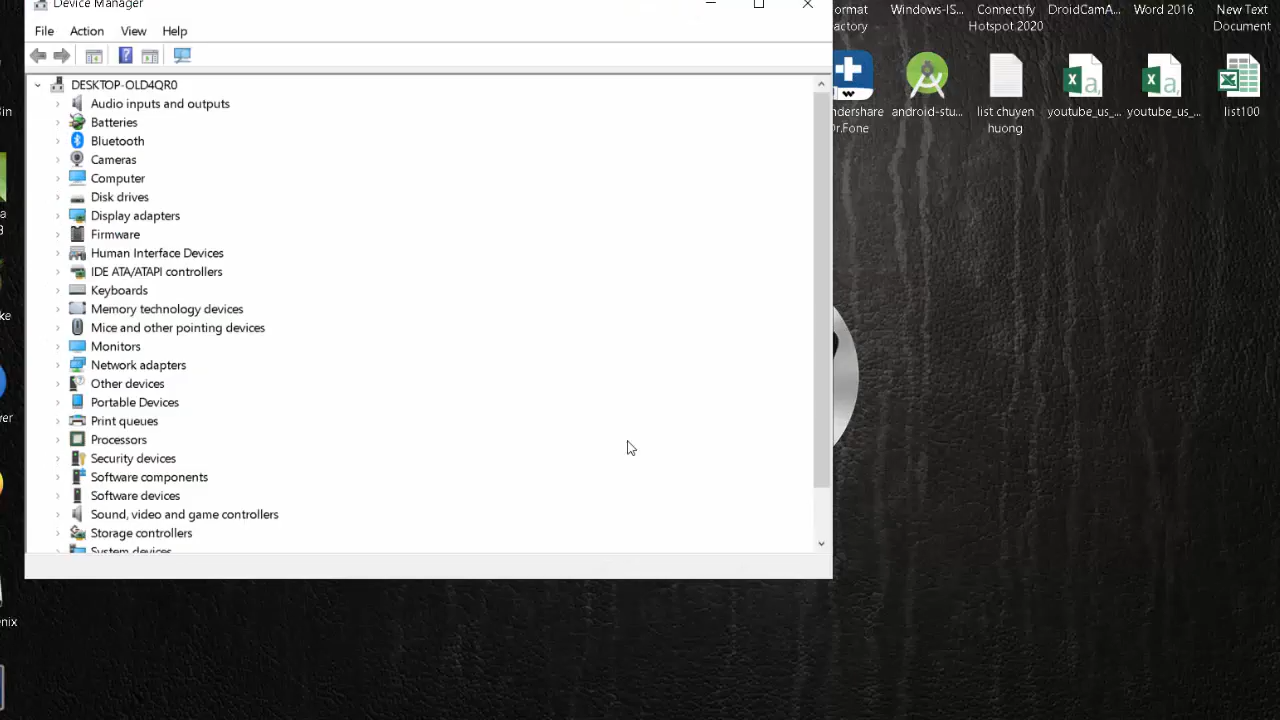 Device Manager
File Action View Help
DESKTOP-OLD4QR0
Audio inputs and outputs
Batteries
Bluetooth
Cameras
Computer
Disk drives
Display adapters
Firmware
Human Interface Devices
IDE ATA/ATAPI controllers
Keyboards
Memory technology devices
Mice and other pointing devices
Monitors
Network adapters
Other devices
Portable Devices
Print queues
Processors
Security devices
Software components
Software devices
Sound, video and game controllers
Storage controllers
System devices
ormat
actory
Windows-IS...
Connectify
Hotspot 2020
DroidCamA...
Word 2016
New Text
Document
ndershare
Dr.Fone
android-stu...
list chuyen
huong
youtube_us_...
youtube_us_...
list100